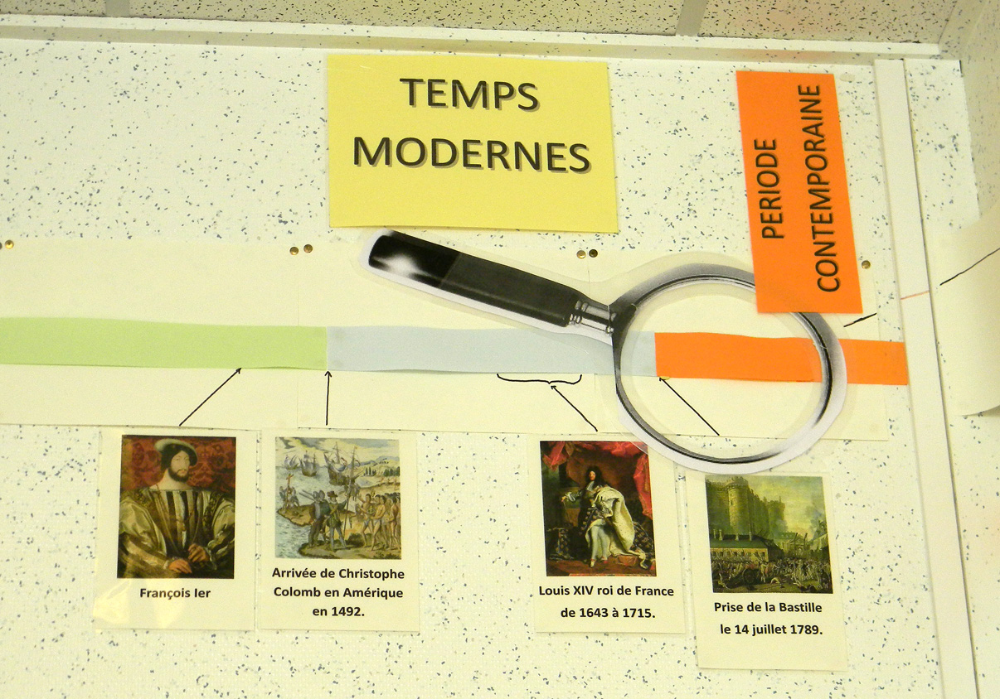 TEMPS
MODERNES
PERIODE
CONTEMPORAINE
François Ier
Arrivée de Christophe
Colomb en Amérique
en 1492.
Louis XIV roi de France
de 1643 à 1715.
Prise de la Bastille
le 14 juillet 1789.